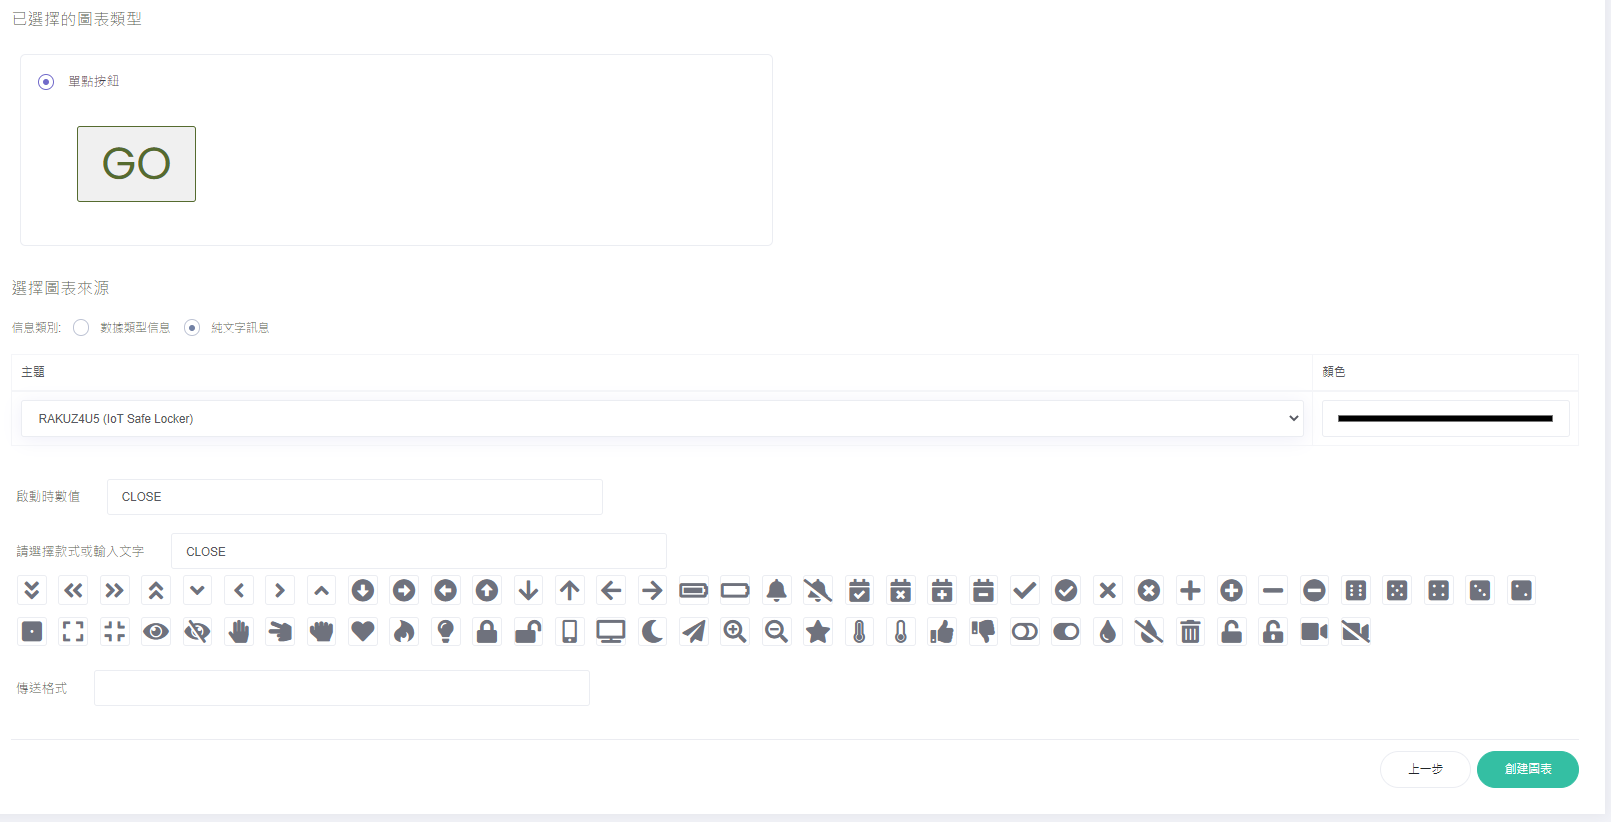 已選擇的圖表類型
單點按鈕
GO
選擇圖表來源
信息類別: 數據類型信息 純文字訊息
主題 顏色
RAKUZ4U5 (IoT Safe Locker)
啟動時數值 CLOSE
請選擇款式或輸入文字 CLOSE
傳送格式
上一步 創建圖表